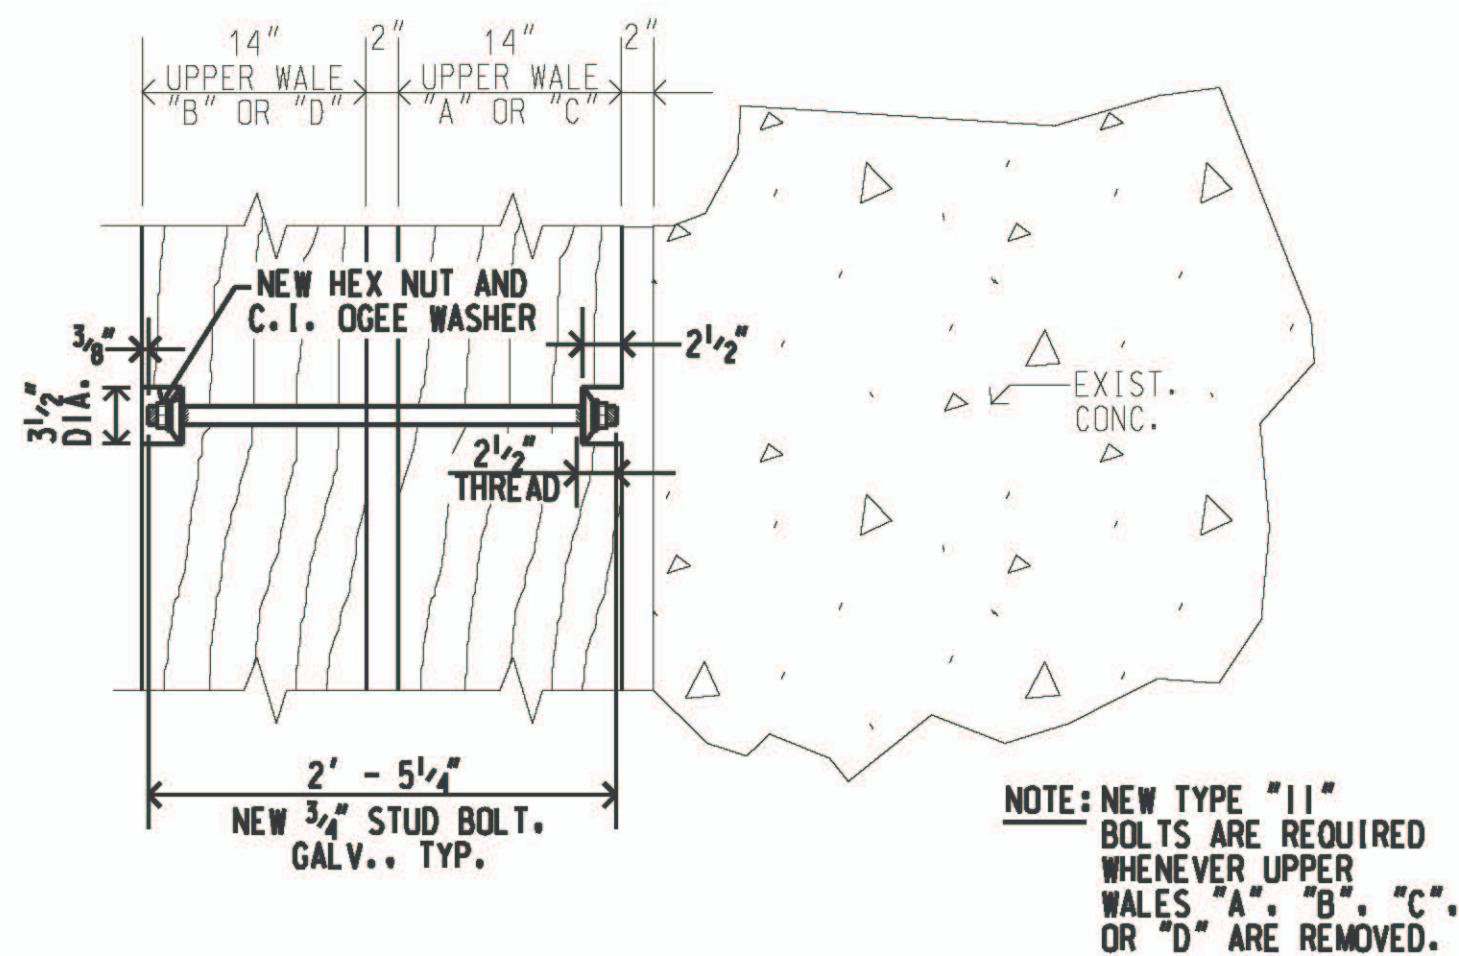 14" 2" 14" 2"
UPPER WALE UPPER WALE
"B" OR "D" "A" OR "C"
NEW HEX NUT AND
C.I. OGEE WASHER
3/8"
2 1/2"
3 1/2"
DIA.
EXIST.
CONC.
2 1/2"
THREAD
2' - 5 1/4"
NEW 3/4" STUD BOLT.
GALV.. TYP.
NOTE: NEW TYPE "11"
BOLTS ARE REQUIRED
WHENEVER UPPER
WALES "A". "B". "C".
OR "D" ARE REMOVED.